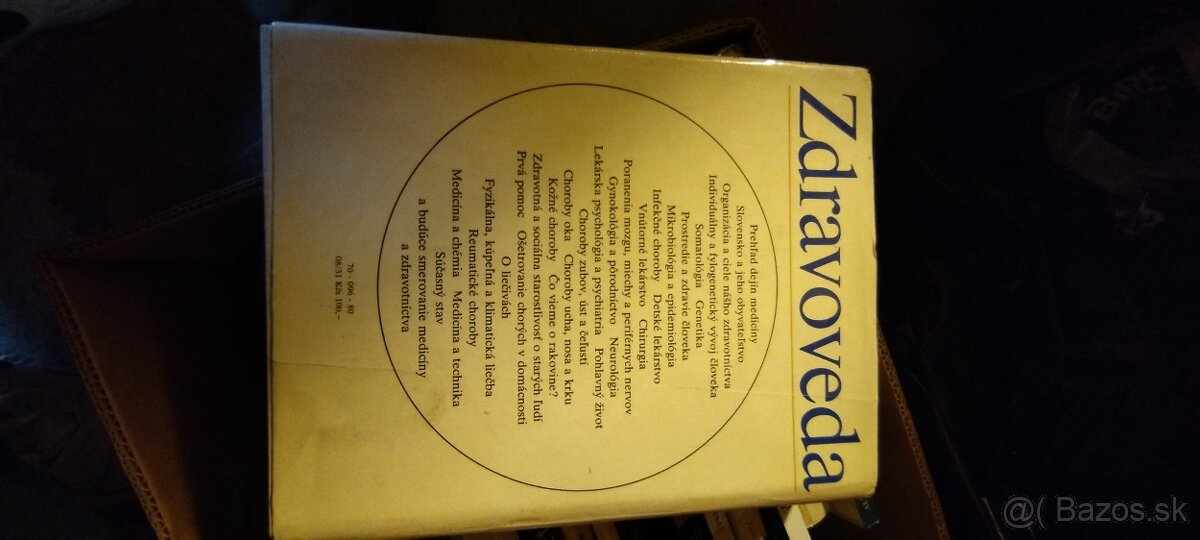 Zdravoveda
Prehľad dejín medicíny
Slovensko a jeho obyvateľstvo
Organizácia a ciele nášho zdravotníctva
Individuálny a fylogenetický vývoj človeka
Somatológia Genetika
Prostredie a zdravie človeka
Mikrobiológia a epidemiológia
Infekčné choroby Detské lekárstvo
Vnútorné lekárstvo Chirurgia
Poranenia mozgu, miechy a periférnych nervov
Gynokológia a pôrodníctvo Neurológia
Lekárska psychológia a psychiatria Pohlavný život
Choroby zubov, úst a čeľustí
Choroby oka Choroby ucha, nosa a krku
Kožné choroby Čo vieme o rakovine?
Zdravotná a sociálna starostlivosť o starých ľudí
Prvá pomoc Ošetrovanie chorých v domácnosti
O liečivách
Fyzikálna, kúpeľná a klimatická liečba
Reumatické choroby
Medicína a chémia Medicína a technika
Súčasný stav
a budúce smerovanie medicíny
a zdravotníctva
70 - 096 - 80
08/31 Kčs 100,–
@( Bazos.sk